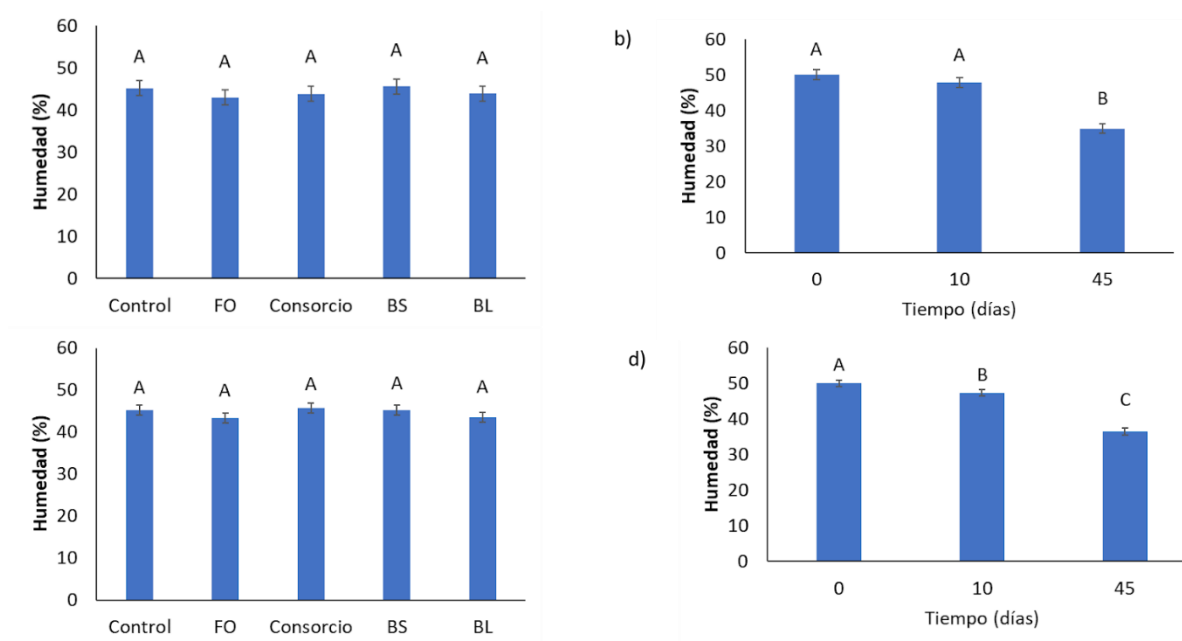 60
50
40
30
20
10
0
Humedad (%)
A
A
A
A
A
Control
FO
Consorcio
BS
BL
b)
60
50
40
30
20
10
0
Humedad (%)
A
A
B
0
10
45
Tiempo (días)
60
50
40
30
20
10
0
Humedad (%)
A
A
A
A
A
Control
FO
Consorcio
BS
BL
d)
60
50
40
30
20
10
0
Humedad (%)
A
B
C
0
10
45
Tiempo (días)